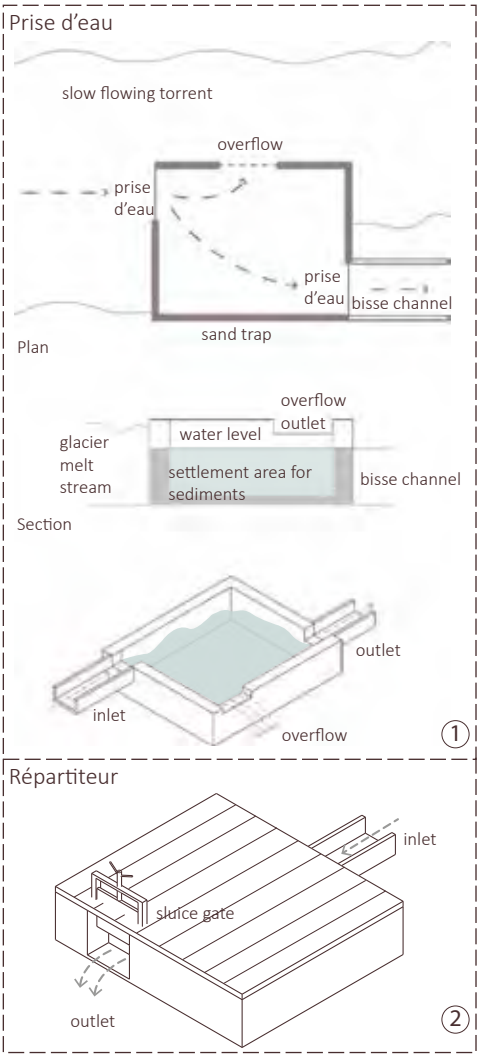 Prise d’eau
slow flowing torrent
overflow
prise
d’eau
prise
d’eau
bisse channel
sand trap
Plan
overflow
outlet
water level
glacier
melt
stream
settlement area for
sediments
bisse channel
Section
outlet
inlet
overflow
1
Répartiteur
inlet
sluice gate
outlet
2